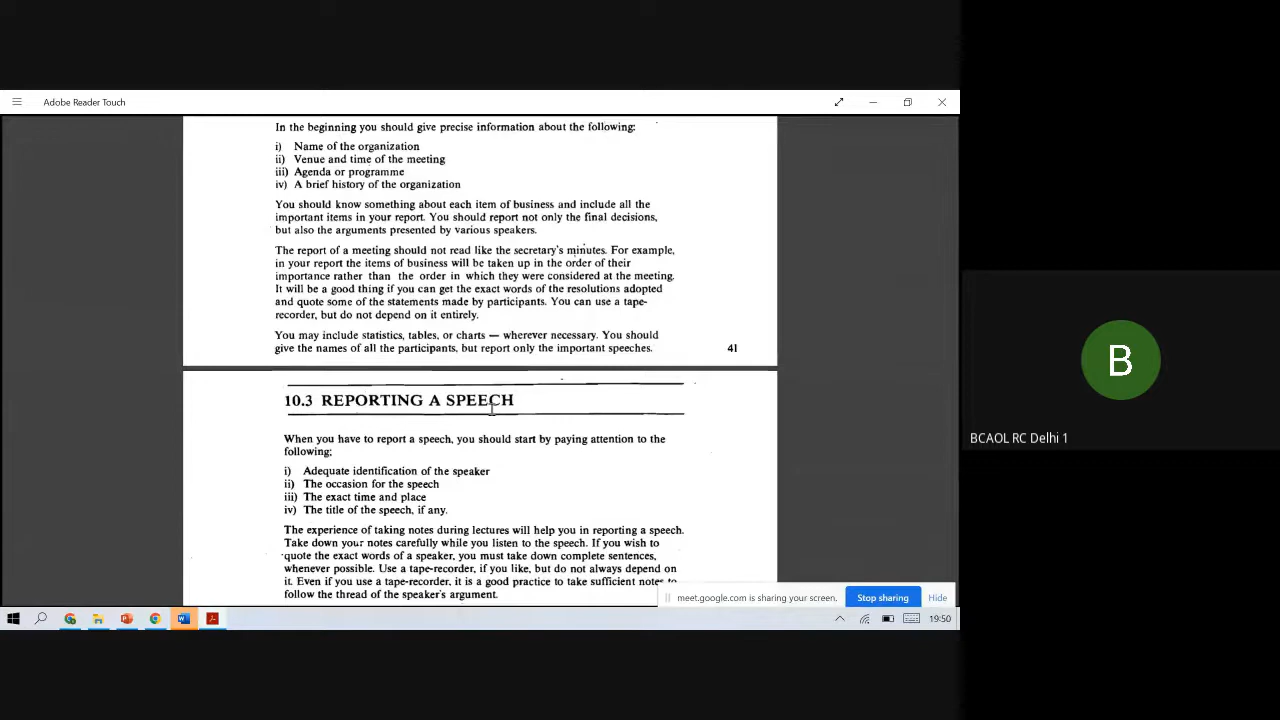 Adobe Reader Touch
In the beginning you should give precise information about the following:
i) Name of the organization
ii) Venue and time of the meeting
iii) Agenda or programme
iv) A brief history of the organization
You should know something about each item of business and include all the
important items in your report. You should report not only the final decisions,
but also the arguments presented by various speakers.
The report of a meeting should not read like the secretary's minutes. For example,
in your report the items of business will be taken up in the order of their
importance rather than the order in which they were considered at the meeting.
It will be a good thing if you can get the exact words of the resolutions adopted
and quote some of the statements made by participants. You can use a tape-
recorder, but do not depend on it entirely.
You may include statistics, tables, or charts — wherever necessary. You should
give the names of all the participants, but report only the important speeches.
41
10.3 REPORTING A SPEECH
When you have to report a speech, you should start by paying attention to the
following;
i) Adequate identification of the speaker
ii) The occasion for the speech
iii) The exact time and place
iv) The title of the speech, if any.
The experience of taking notes during lectures will help you in reporting a speech.
Take down your notes carefully while you listen to the speech. If you wish to
quote the exact words of a speaker, you must take down complete sentences,
whenever possible. Use a tape-recorder, if you like, but do not always depend on
it. Even if you use a tape-recorder, it is a good practice to take sufficient notes to
follow the thread of the speaker's argument.
meet.google.com is sharing your screen.
Stop sharing
Hide
19:50
B
BCAOL RC Delhi 1